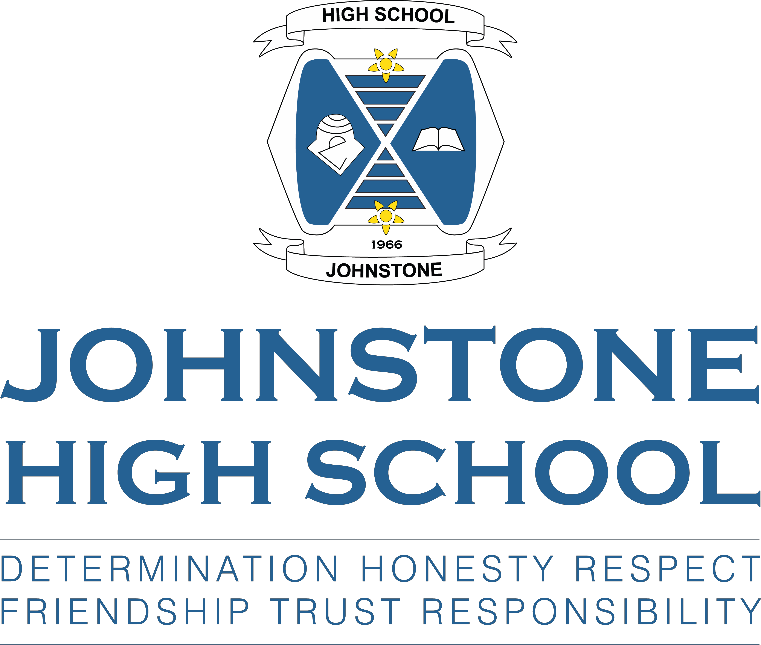 HIGH SCHOOL
1966
JOHNSTONE
JOHNSTONE
HIGH SCHOOL
DETERMINATION HONESTY RESPECT
FRIENDSHIP TRUST RESPONSIBILITY